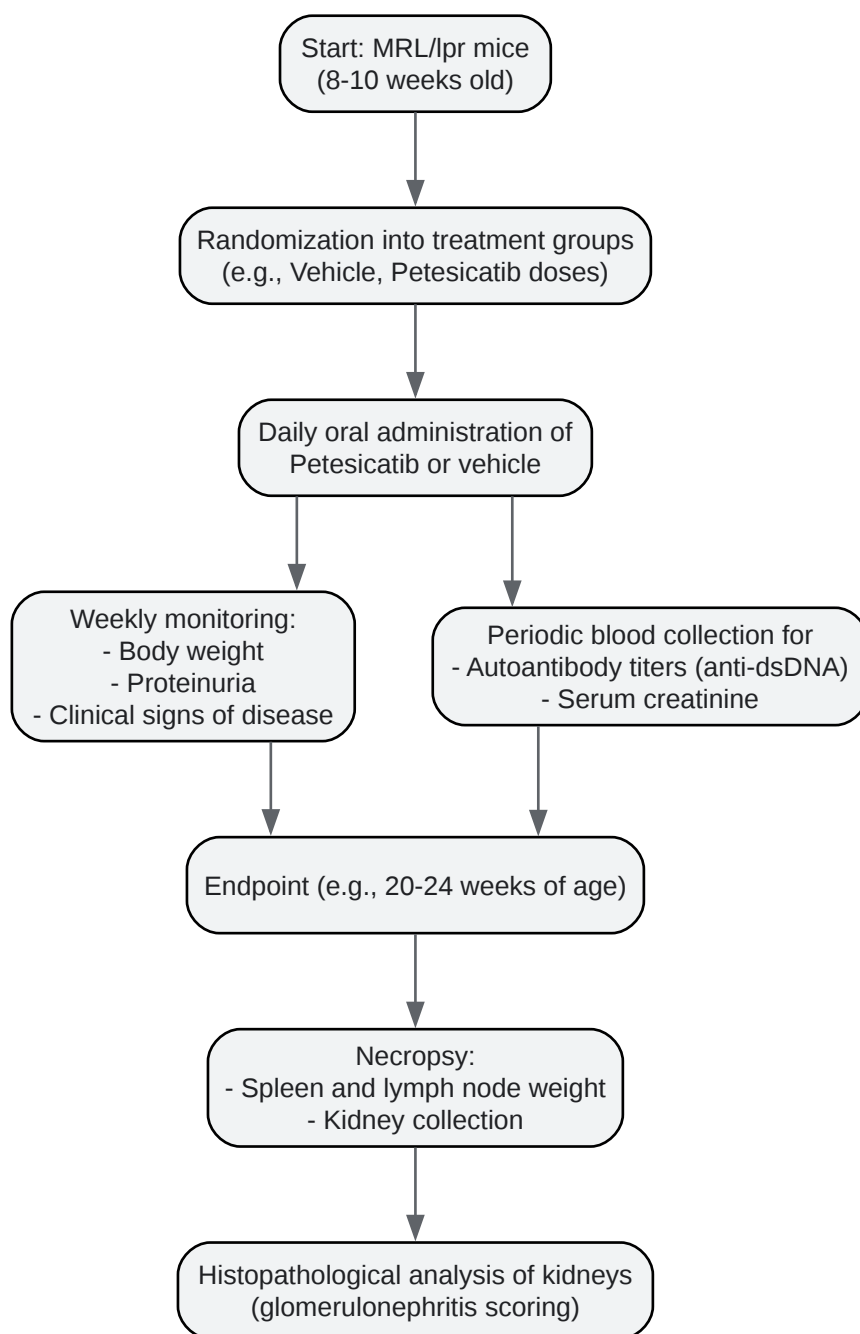 Start: MRL/lpr mice
(8-10 weeks old)
Randomization into treatment groups
(e.g., Vehicle, Petesicatib doses)
Daily oral administration of
Petesicatib or vehicle
Weekly monitoring:
- Body weight
- Proteinuria
- Clinical signs of disease
Periodic blood collection for
- Autoantibody titers (anti-dsDNA)
- Serum creatinine
Endpoint (e.g., 20-24 weeks of age)
Necropsy:
- Spleen and lymph node weight
- Kidney collection
Histopathological analysis of kidneys
(glomerulonephritis scoring)